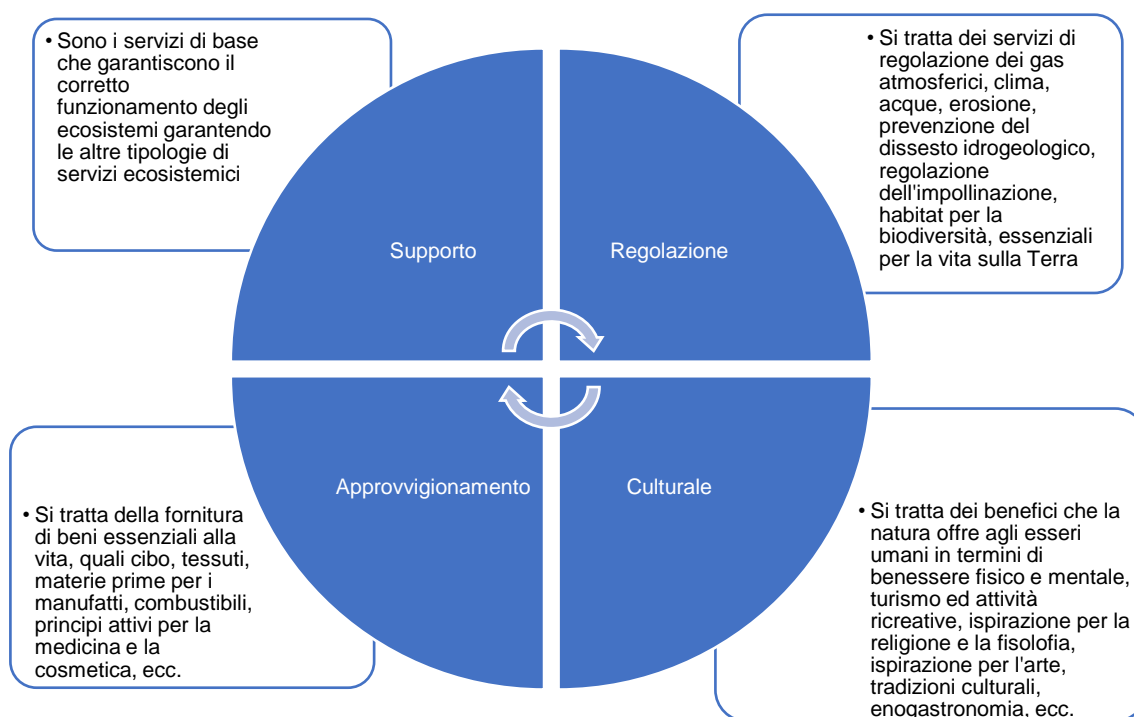 • Sono i servizi di base
che garantiscono il
corretto
funzionamento degli
ecosistemi garantendo
le altre tipologie di
servizi ecosistemici
• Si tratta dei servizi di
regolazione dei gas
atmosferici, clima,
acque, erosione,
prevenzione del
dissesto idrogeologico,
regolazione
dell'impollinazione,
habitat per la
biodiversità, essenziali
per la vita sulla Terra
Supporto
Regolazione
Approvvigionamento
Culturale
• Si tratta della fornitura
di beni essenziali alla
vita, quali cibo, tessuti,
materie prime per i
manufatti, combustibili,
principi attivi per la
medicina e la
cosmetica, ecc.
• Si tratta dei benefici che la
natura offre agli esseri
umani in termini di
benessere fisico e mentale,
turismo ed attività
ricreative, ispirazione per la
religione e la fisolofia,
ispirazione per l'arte,
tradizioni culturali,
enogastronomia, ecc.